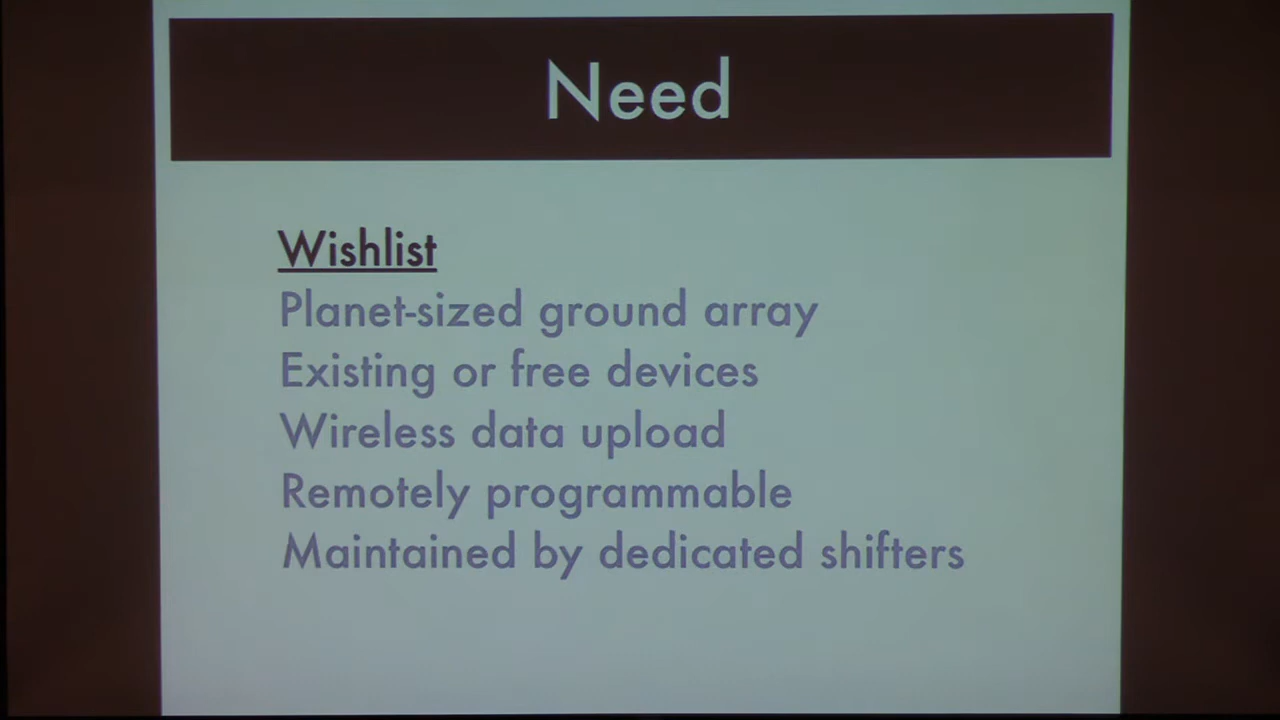 Need
Wishlist
Planet-sized ground array
Existing or free devices
Wireless data upload
Remotely programmable
Maintained by dedicated shifters